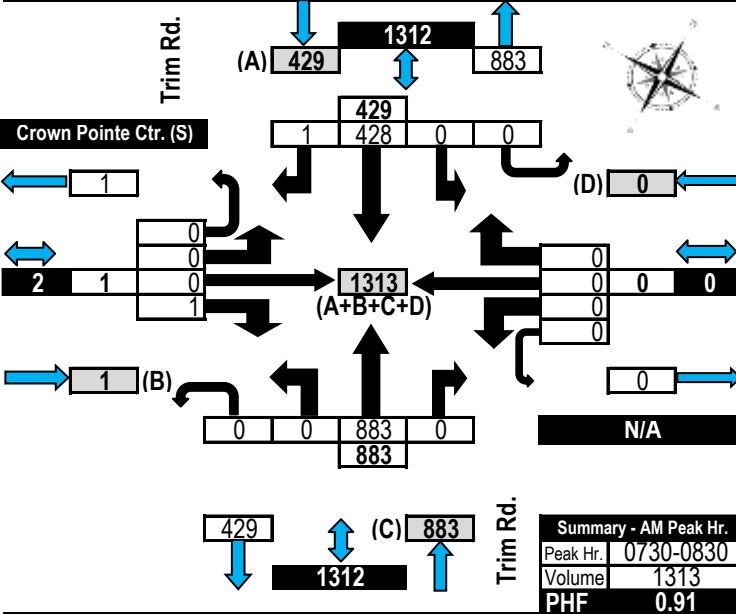 Trim Rd.
1312
(A) 429
883
429
1 428 0 0
Crown Pointe Ctr. (S)
1
(D) 0
0
0
2 1 0
1
1313
(A+B+C+D)
0
0 0 0
0
0
1 (B)
0
0 0 883 0
883
N/A
429
(C) 883
1312
Trim Rd.
Summary - AM Peak Hr.
Peak Hr. 0730-0830
Volume 1313
PHF 0.91